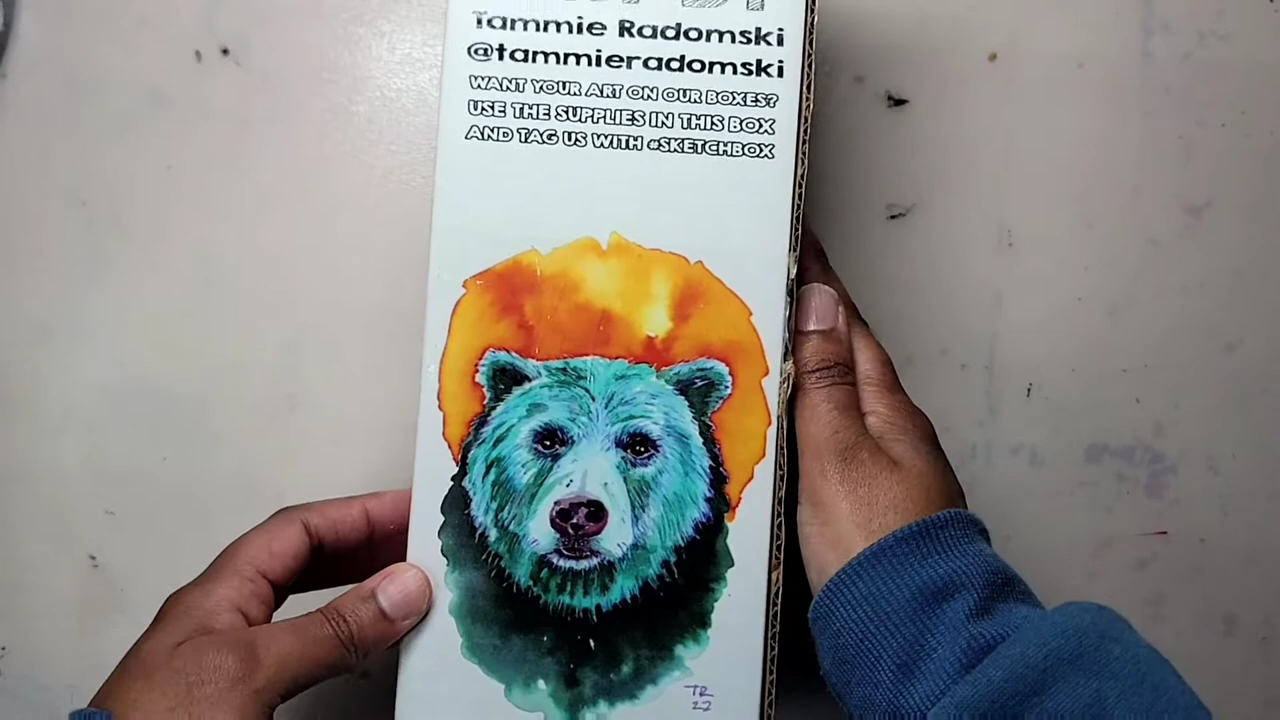 Tammie Radomski
@tammieradomski
WANT YOUR ART ON OUR BOXES?
USE THE SUPPLIES IN THIS BOX
AND TAG US WITH #SKETCHBOX
TR
22